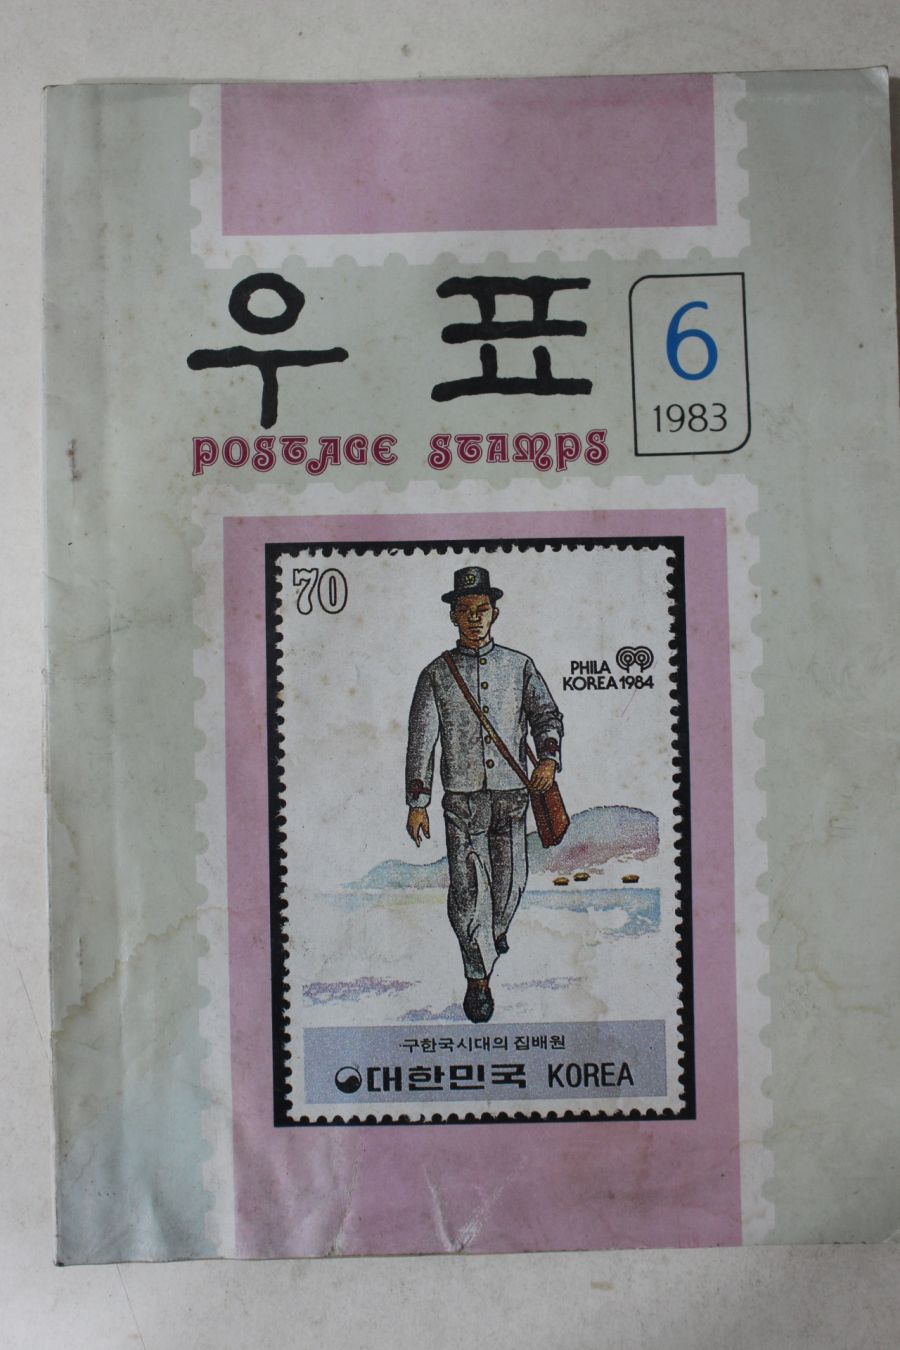 우표
POSTAGE STAMPS
6
1983
70
PHILA
KOREA 1984
구한국시대의 집배원
대한민국 KOREA